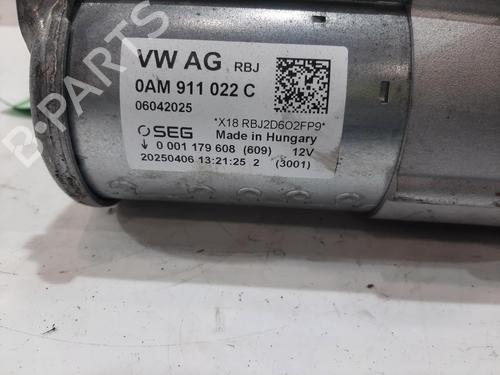 VW AG RBJ
0AM 911 022 C
06042025
*X18 RBJ2D6O2FP9*
SEG Made in Hungary
↓ 0 001 179 608 (609) 12V
20250406 13:21:25 2 (3001)
B-PARTS